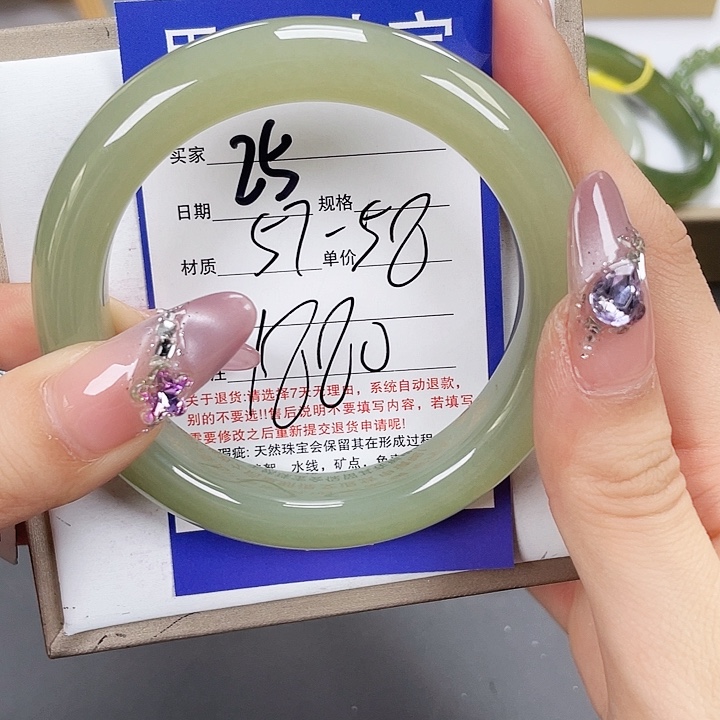 买家 25
日期 规格
57-58
材质 单价
1880
关于退货:请选择7天无理由,系统自动退款,
别的不要选!!售后说明不要填写内容,若填写
需要修改之后重新提交退货申请呢!
瑕疵: 天然珠宝会保留其在形成过程
水线,矿点,色